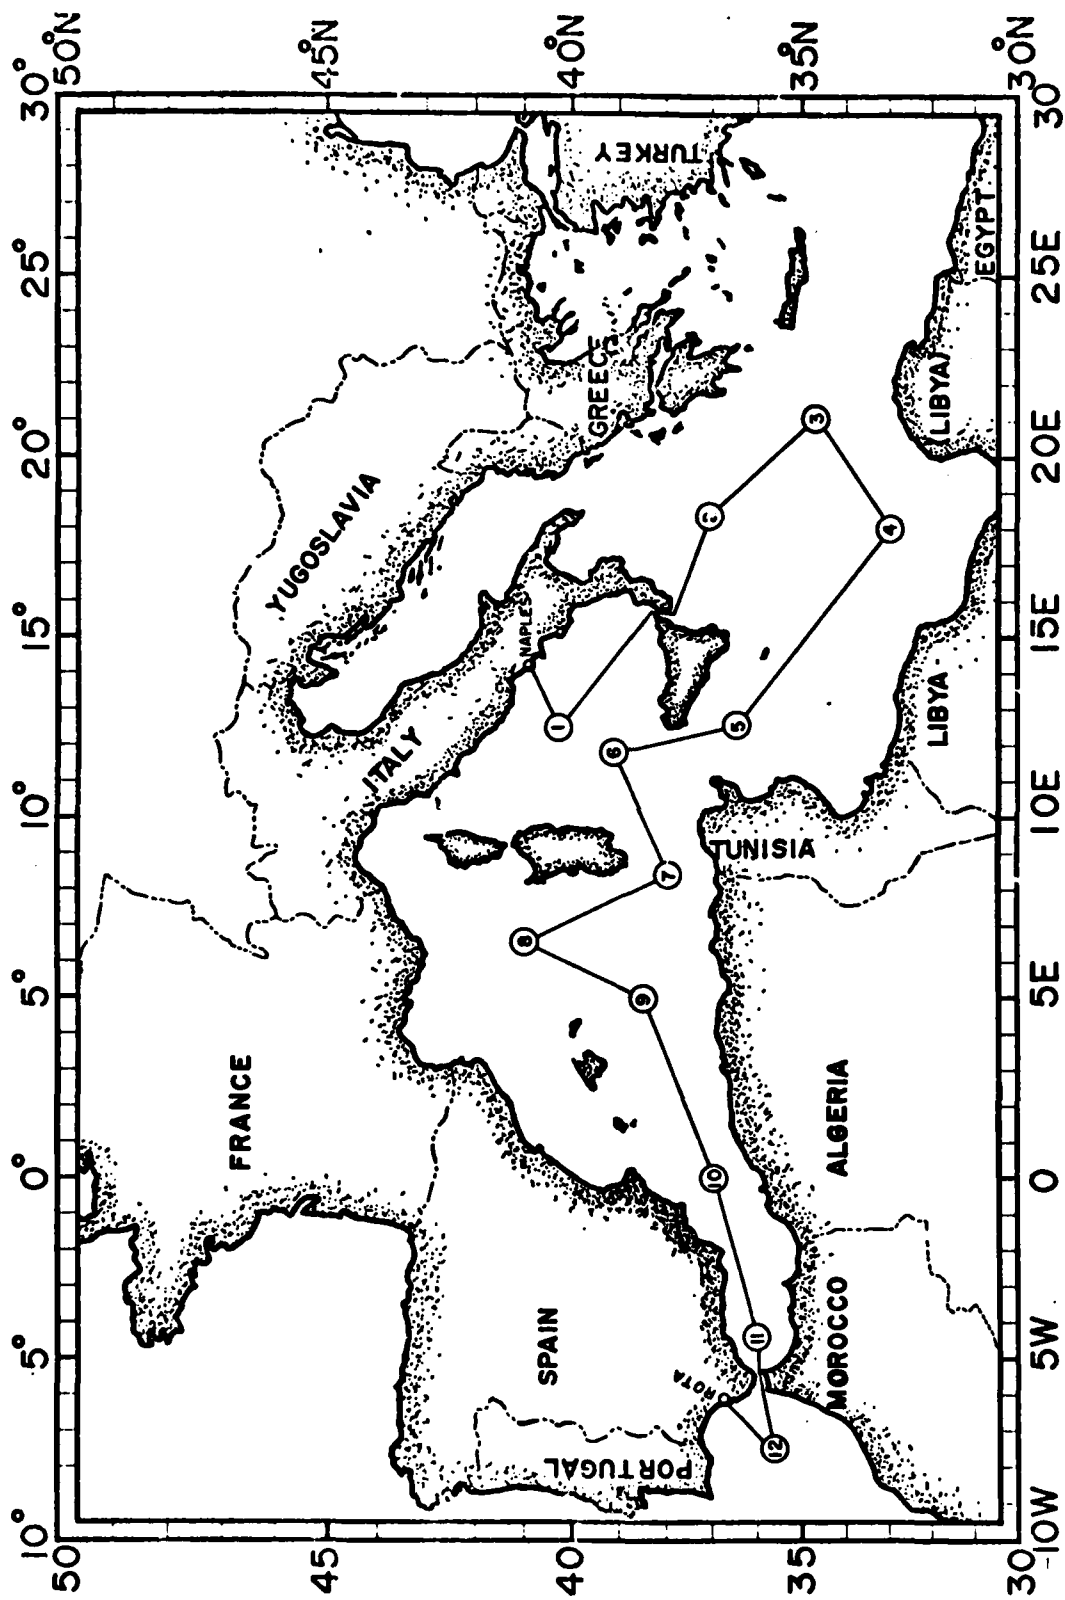 10° 5° 0° 5° 10° 15° 20° 25° 30°
50 50°N
45 45°N
40 40°N
35 35°N
30 30°N
-10W 5W 0 5E 10E 15E 20E 25E 30
FRANCE
YUGOSLAVIA
ITALY
SPAIN
PORTUGAL
NAPLES
GREECE
TURKEY
ROTA
MOROCCO
ALGERIA
TUNISIA
LIBYA
LIBYA
EGYPT
1
2
3
4
5
6
7
8
9
10
11
12